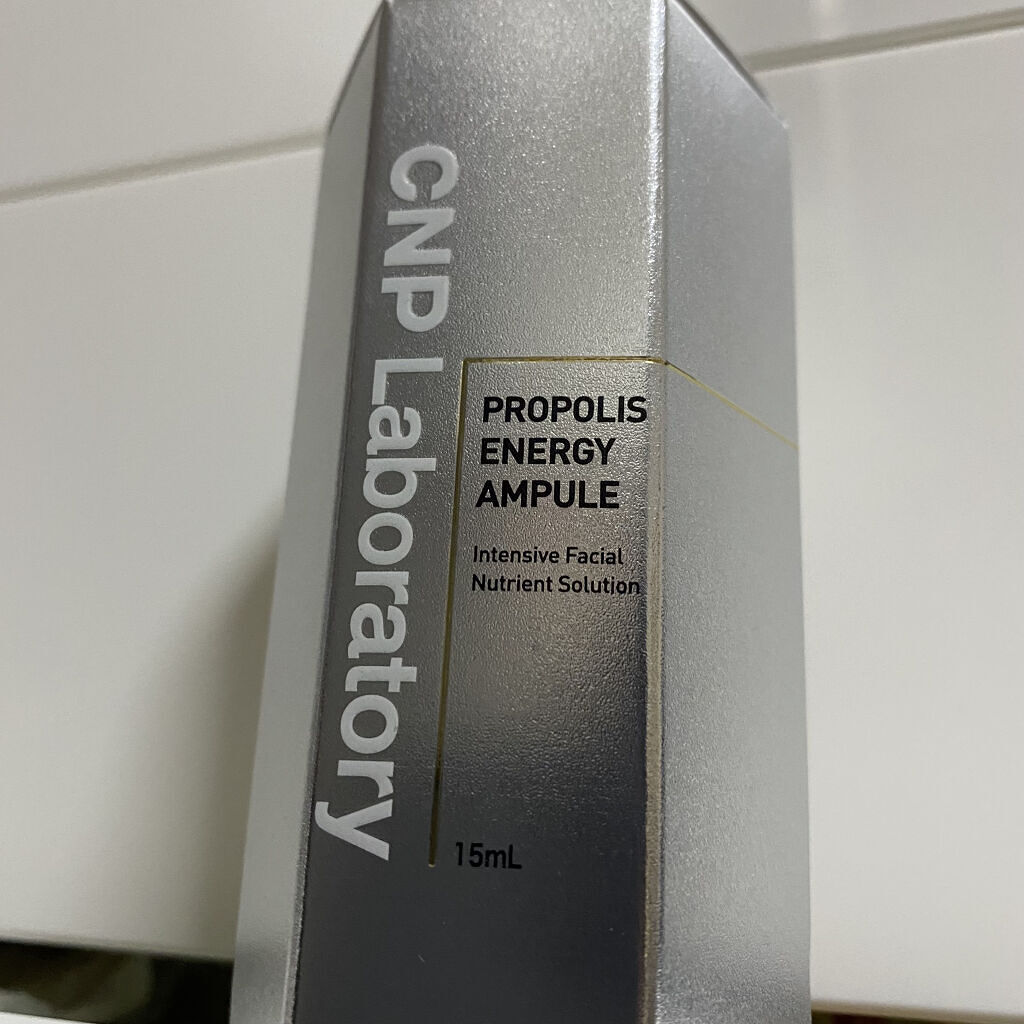 CNP Laboratory
PROPOLIS
ENERGY
AMPULE
Intensive Facial
Nutrient Solution
15mL